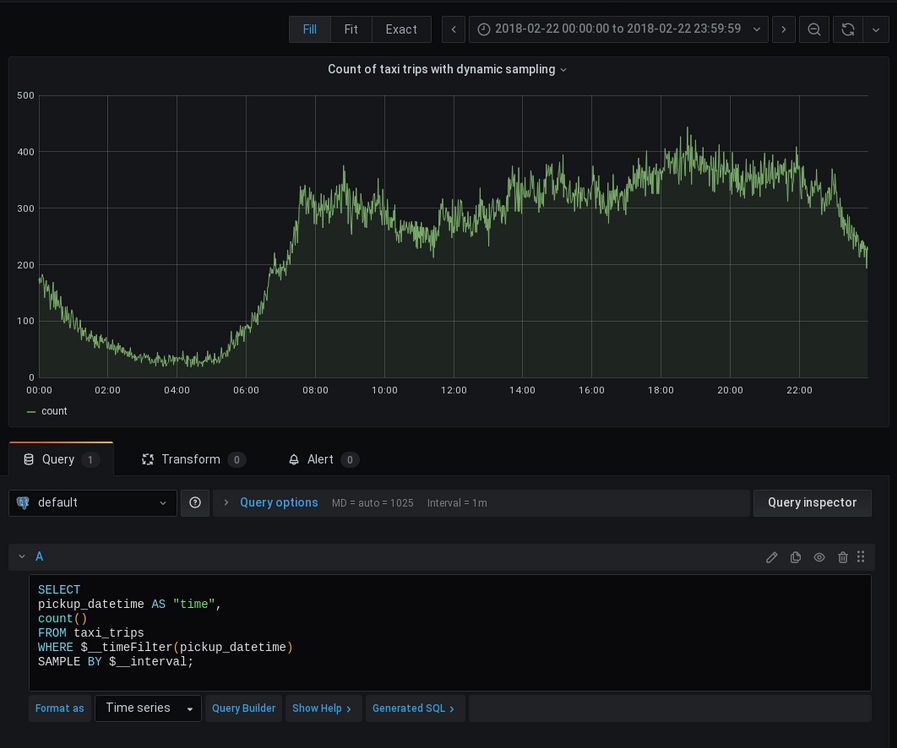 Fill Fit Exact 2018-02-22 00:00:00 to 2018-02-22 23:59:59
Count of taxi trips with dynamic sampling
500
400
300
200
100
0
00:00 02:00 04:00 06:00 08:00 10:00 12:00 14:00 16:00 18:00 20:00 22:00
count
Query 1 Transform 0 Alert 0
default Query options MD = auto = 1025 Interval = 1m Query inspector
A
SELECT
pickup_datetime AS "time",
count()
FROM taxi_trips
WHERE $__timeFilter(pickup_datetime)
SAMPLE BY $__interval;
Format as Time series Query Builder Show Help > Generated SQL >